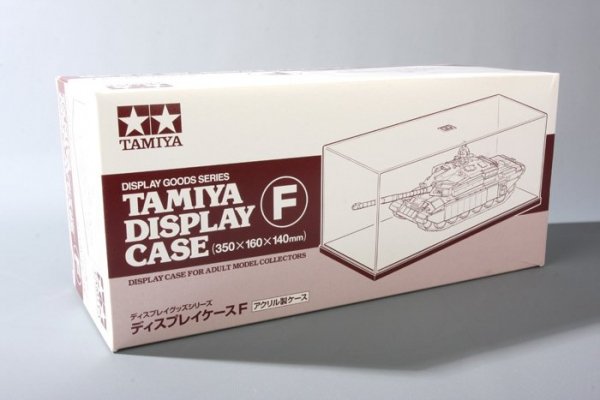 TAMIYA
DISPLAY GOODS SERIES
TAMIYA
DISPLAY
CASE (350×160×140mm)
F
DISPLAY CASE FOR ADULT MODEL COLLECTORS
ディスプレイグッズシリーズ
ディスプレイケースF アクリル製ケース